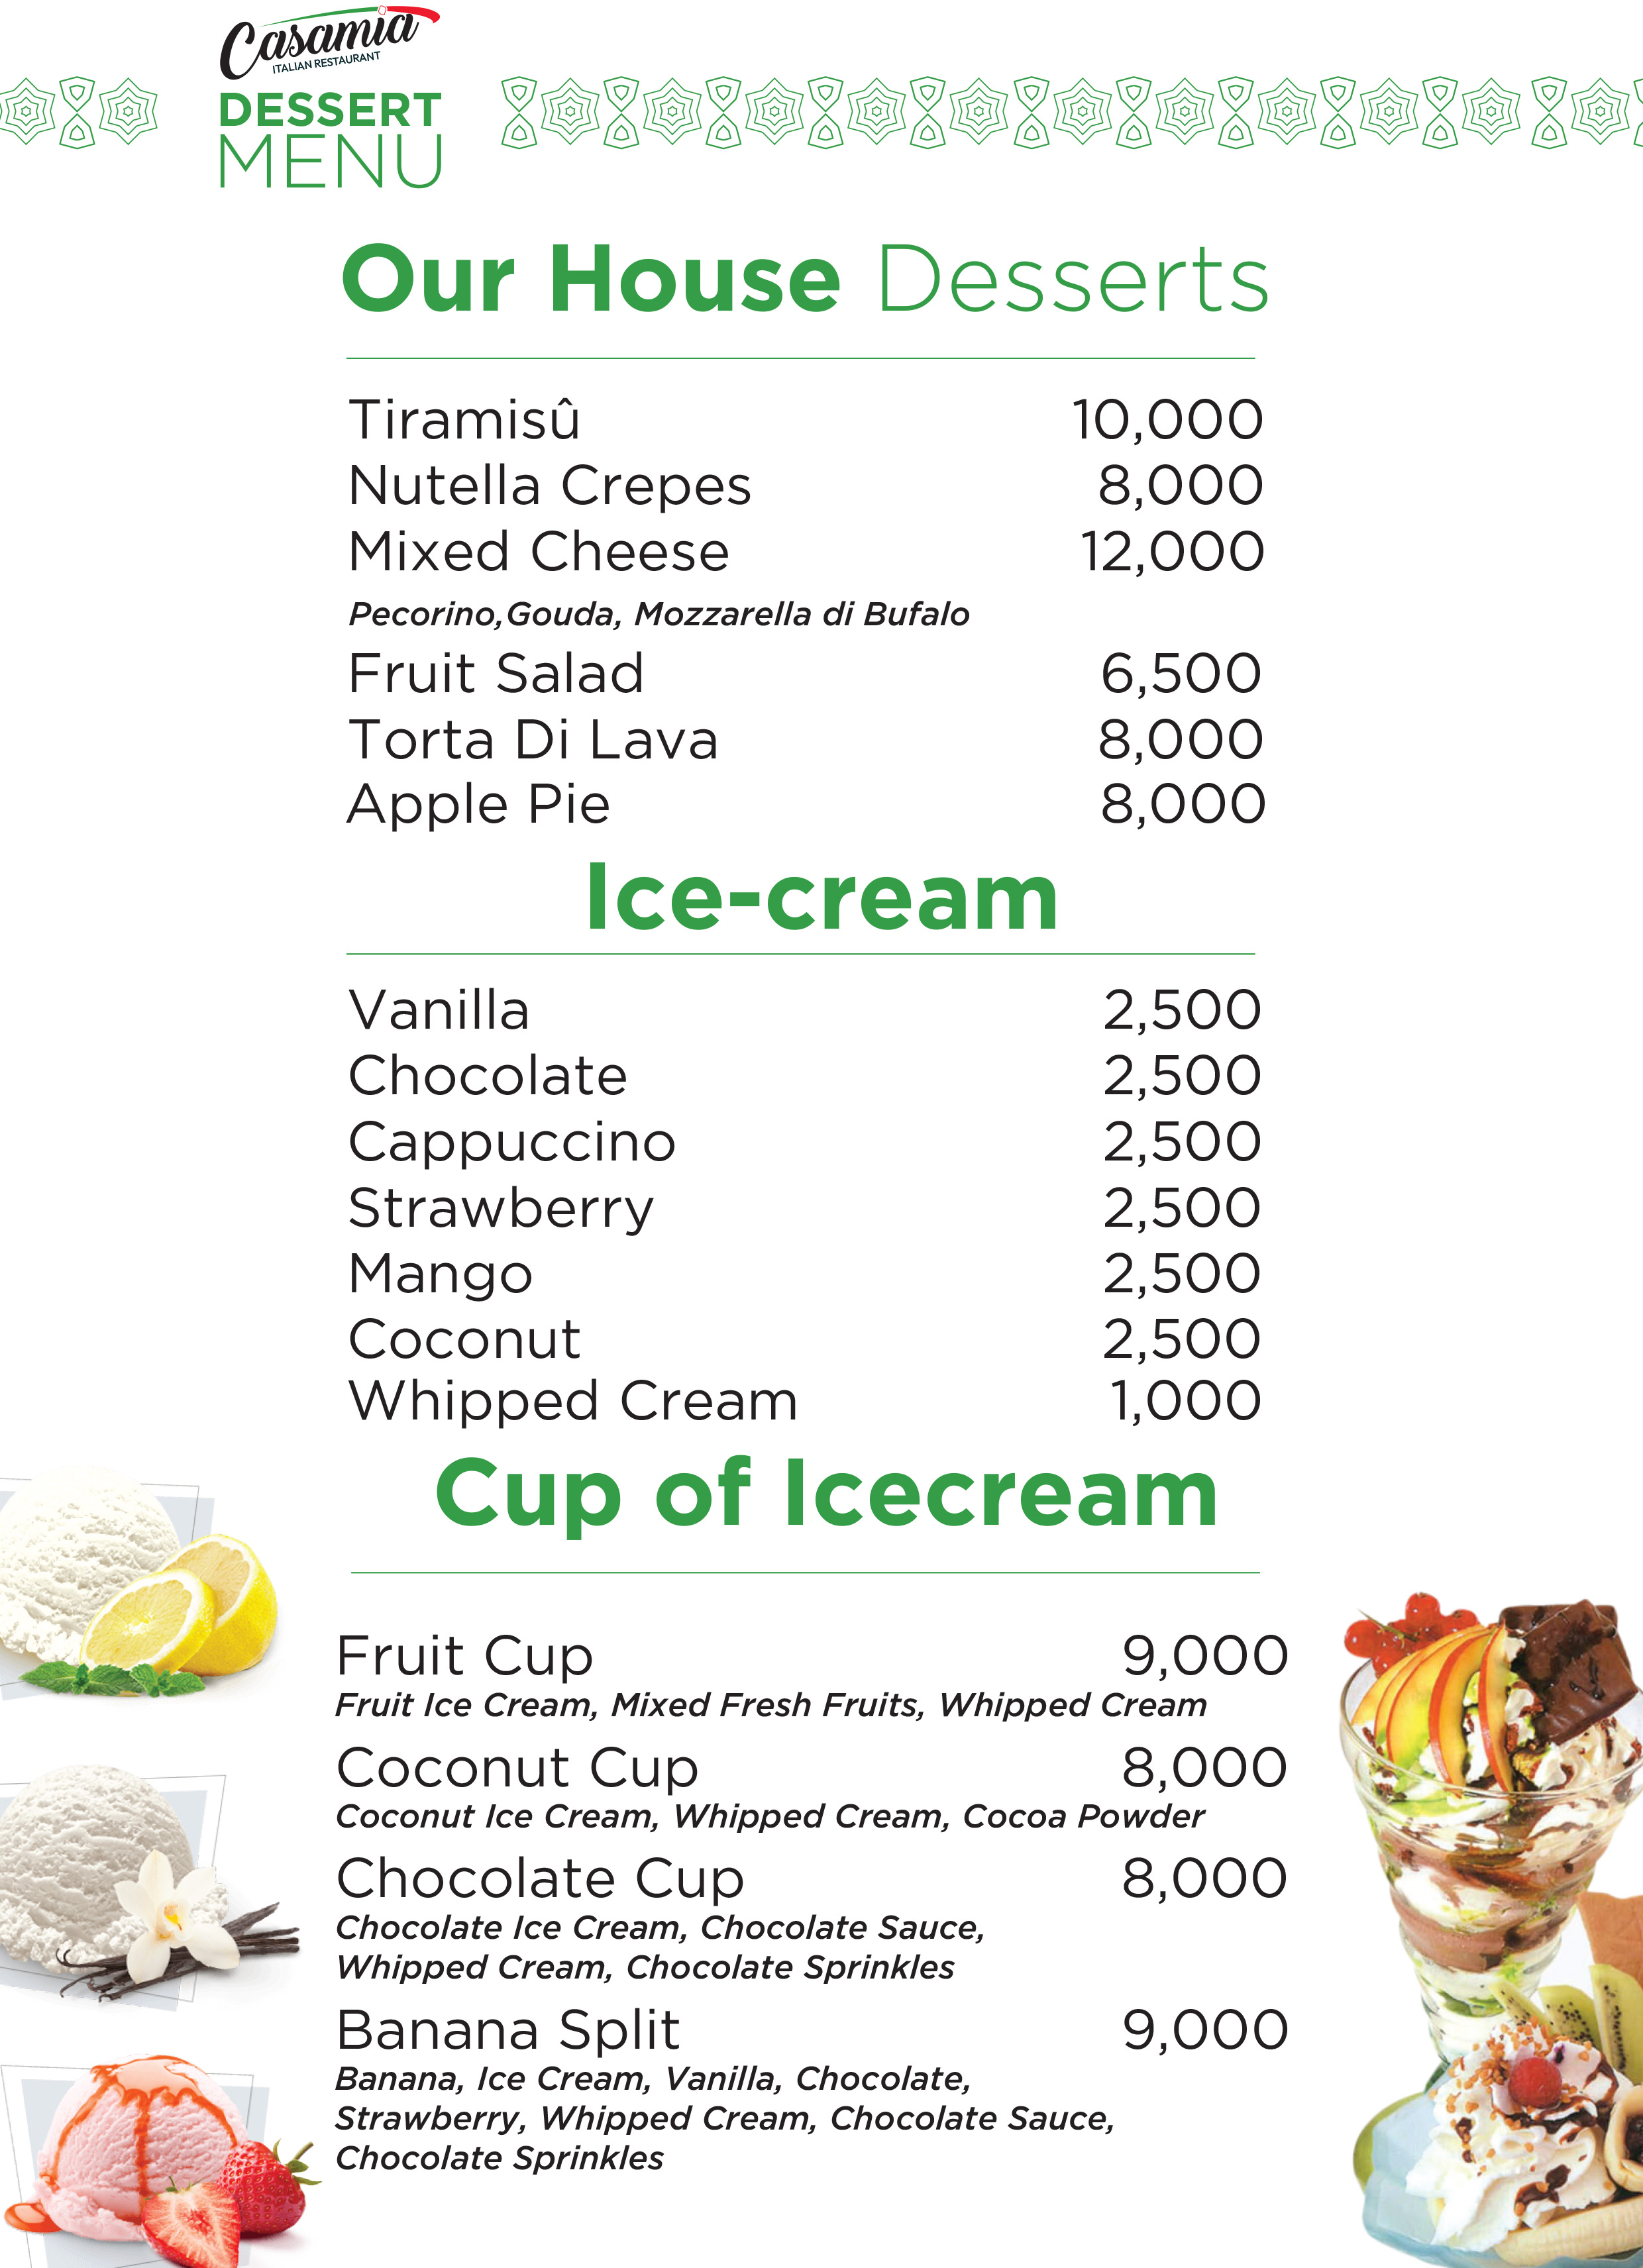 Casamia
ITALIAN RESTAURANT
DESSERT
MENU
Our House Desserts
Tiramisû 10,000
Nutella Crepes 8,000
Mixed Cheese 12,000
Pecorino,Gouda, Mozzarella di Bufalo
Fruit Salad 6,500
Torta Di Lava 8,000
Apple Pie 8,000
Ice-cream
Vanilla 2,500
Chocolate 2,500
Cappuccino 2,500
Strawberry 2,500
Mango 2,500
Coconut 2,500
Whipped Cream 1,000
Cup of Icecream
Fruit Cup 9,000
Fruit Ice Cream, Mixed Fresh Fruits, Whipped Cream
Coconut Cup 8,000
Coconut Ice Cream, Whipped Cream, Cocoa Powder
Chocolate Cup 8,000
Chocolate Ice Cream, Chocolate Sauce,
Whipped Cream, Chocolate Sprinkles
Banana Split 9,000
Banana, Ice Cream, Vanilla, Chocolate,
Strawberry, Whipped Cream, Chocolate Sauce,
Chocolate Sprinkles